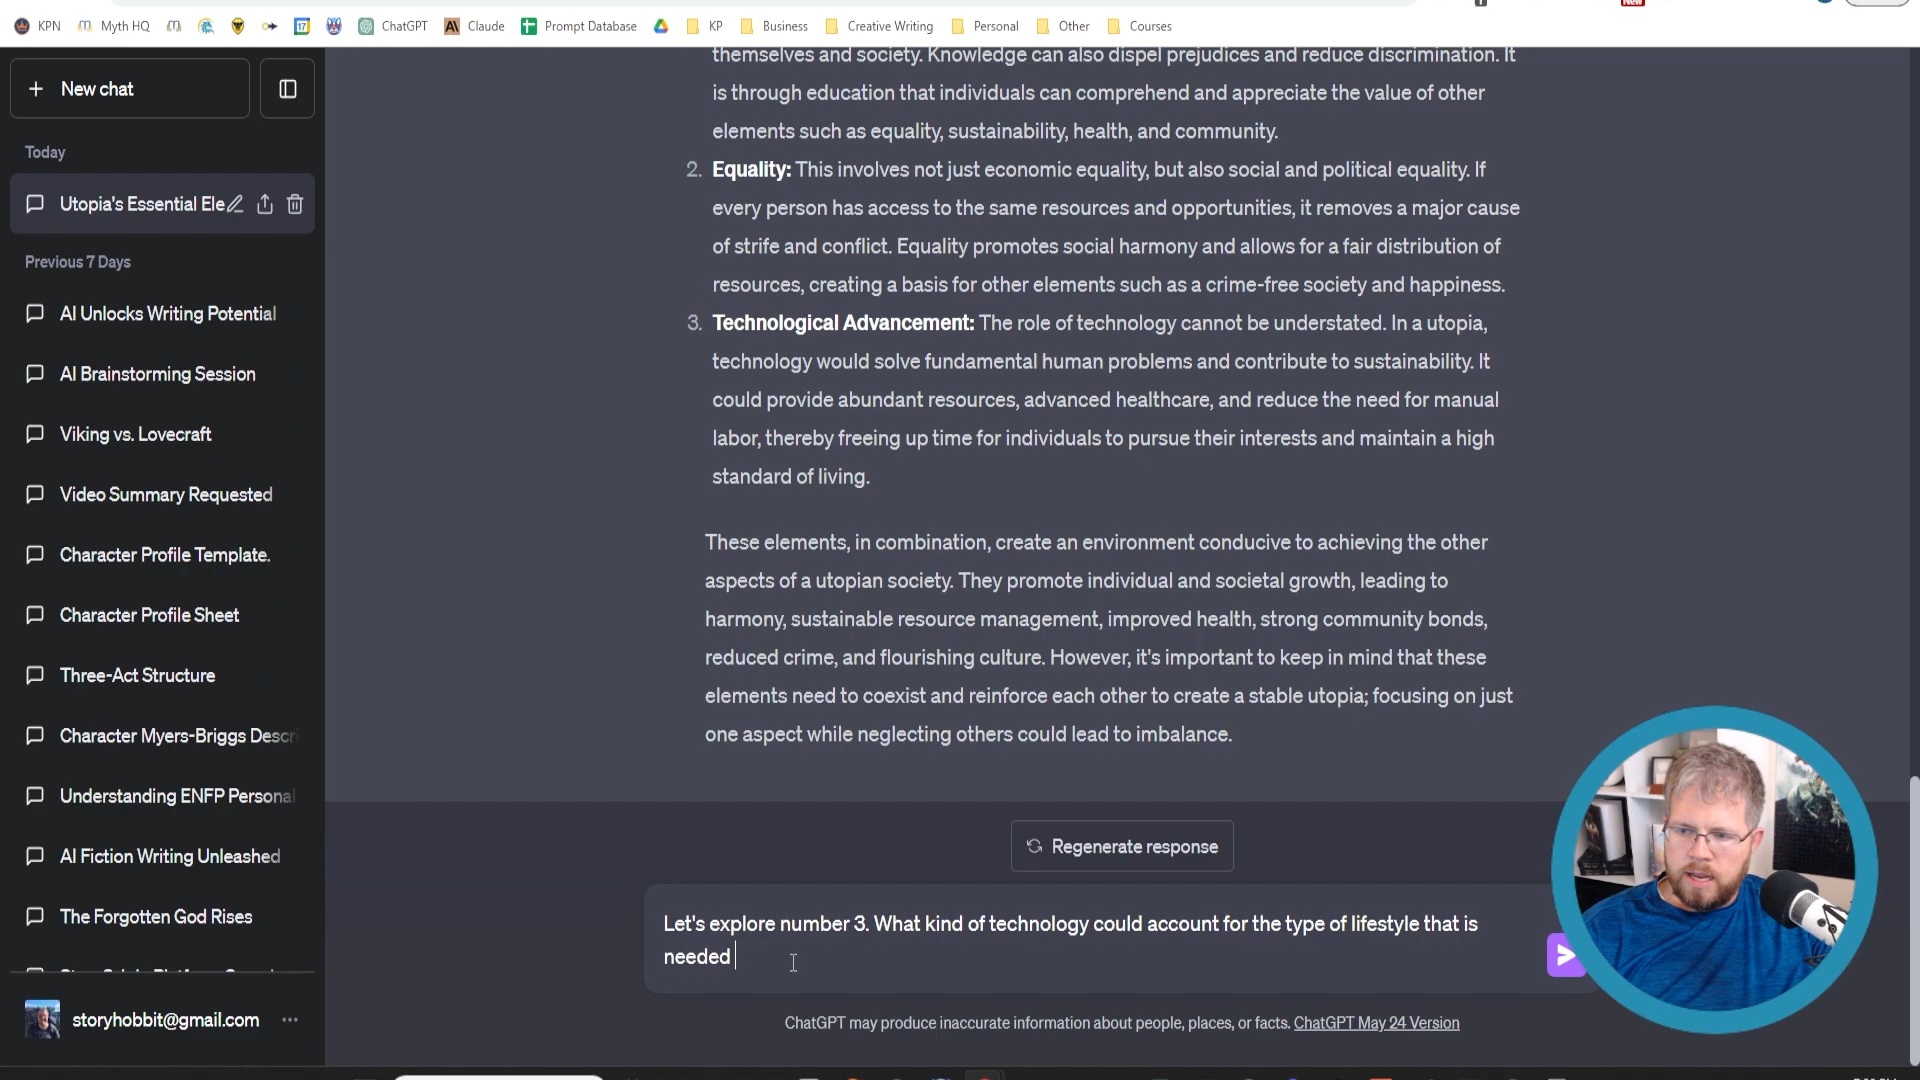 KPN Myth HQ ChatGPT Claude Prompt Database KP Business Creative Writing Personal Other Courses
New
17
AI
+ New chat
Today
Utopia's Essential Ele
Previous 7 Days
AI Unlocks Writing Potential
AI Brainstorming Session
Viking vs. Lovecraft
Video Summary Requested
Character Profile Template.
Character Profile Sheet
Three-Act Structure
Character Myers-Briggs Descri
Understanding ENFP Personal
AI Fiction Writing Unleashed
The Forgotten God Rises
storyhobbit@gmail.com ...
themselves and society. Knowledge can also dispel prejudices and reduce discrimination. It
is through education that individuals can comprehend and appreciate the value of other
elements such as equality, sustainability, health, and community.
2. Equality: This involves not just economic equality, but also social and political equality. If
every person has access to the same resources and opportunities, it removes a major cause
of strife and conflict. Equality promotes social harmony and allows for a fair distribution of
resources, creating a basis for other elements such as a crime-free society and happiness.
3. Technological Advancement: The role of technology cannot be understated. In a utopia,
technology would solve fundamental human problems and contribute to sustainability. It
could provide abundant resources, advanced healthcare, and reduce the need for manual
labor, thereby freeing up time for individuals to pursue their interests and maintain a high
standard of living.
These elements, in combination, create an environment conducive to achieving the other
aspects of a utopian society. They promote individual and societal growth, leading to
harmony, sustainable resource management, improved health, strong community bonds,
reduced crime, and flourishing culture. However, it's important to keep in mind that these
elements need to coexist and reinforce each other to create a stable utopia; focusing on just
one aspect while neglecting others could lead to imbalance.
Regenerate response
Let's explore number 3. What kind of technology could account for the type of lifestyle that is
needed
ChatGPT may produce inaccurate information about people, places, or facts. ChatGPT May 24 Version